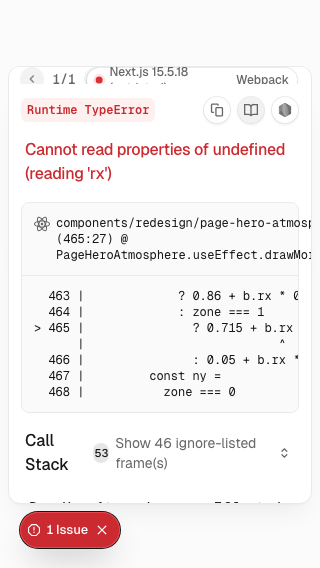 1/1
Next.js 15.5.18
Webpack
Runtime TypeError
Cannot read properties of undefined
(reading 'rx')
components/redesign/page-hero-atmosp
(465:27) @
PageHeroAtmosphere.useEffect.drawMo
463 | ? 0.86 + b.rx * 0
464 | : zone === 1
> 465 | ? 0.715 + b.rx
| ^
466 | : 0.05 + b.rx *
467 | const ny =
468 | zone === 0
Call
Stack
53
Show 46 ignore-listed
frame(s)
1 Issue